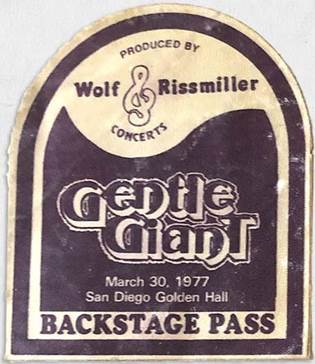 PRODUCED BY
Wolf & Rissmiller
CONCERTS
Gentle
Giant
March 30, 1977
San Diego Golden Hall
BACKSTAGE PASS